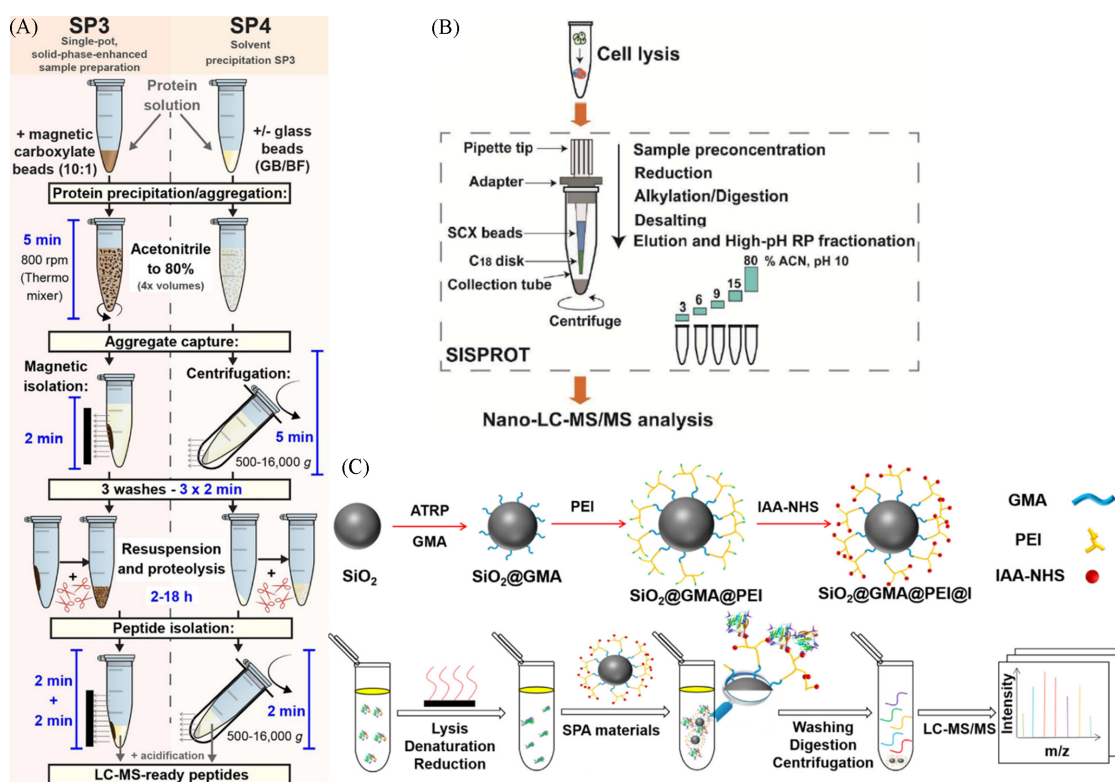 (A)
SP3
Single-pot,
solid-phase-enhanced
sample preparation
SP4
Solvent
precipitation SP3
Protein
solution
+ magnetic
carboxylate
beads (10:1)
+/- glass
beads
(GB/BF)
Protein precipitation/aggregation:
5 min
800 rpm
(Thermo
mixer)
Acetonitrile
to 80%
(4x volumes)
Aggregate capture:
Magnetic
isolation:
Centrifugation:
2 min
5 min
500-16,000 g
3 washes - 3 x 2 min
Resuspension
and proteolysis
+
+
2-18 h
Peptide isolation:
2 min
+
2 min
2 min
500-16,000 g
+ acidification
LC-MS-ready peptides
(B)
Cell lysis
Pipette tip
Adapter
SCX beads
C18 disk
Collection tube
Centrifuge
Sample preconcentration
Reduction
Alkylation/Digestion
Desalting
Elution and High-pH RP fractionation
80 % ACN, pH 10
15
9
6
3
SISPROT
Nano-LC-MS/MS analysis
(C)
ATRP
GMA
PEI
IAA-NHS
SiO2
SiO2@GMA
SiO2@GMA@PEI
SiO2@GMA@PEI@I
GMA
PEI
IAA-NHS
Lysis
Denaturation
Reduction
SPA materials
Washing
Digestion
Centrifugation
LC-MS/MS
Intensity
m/z